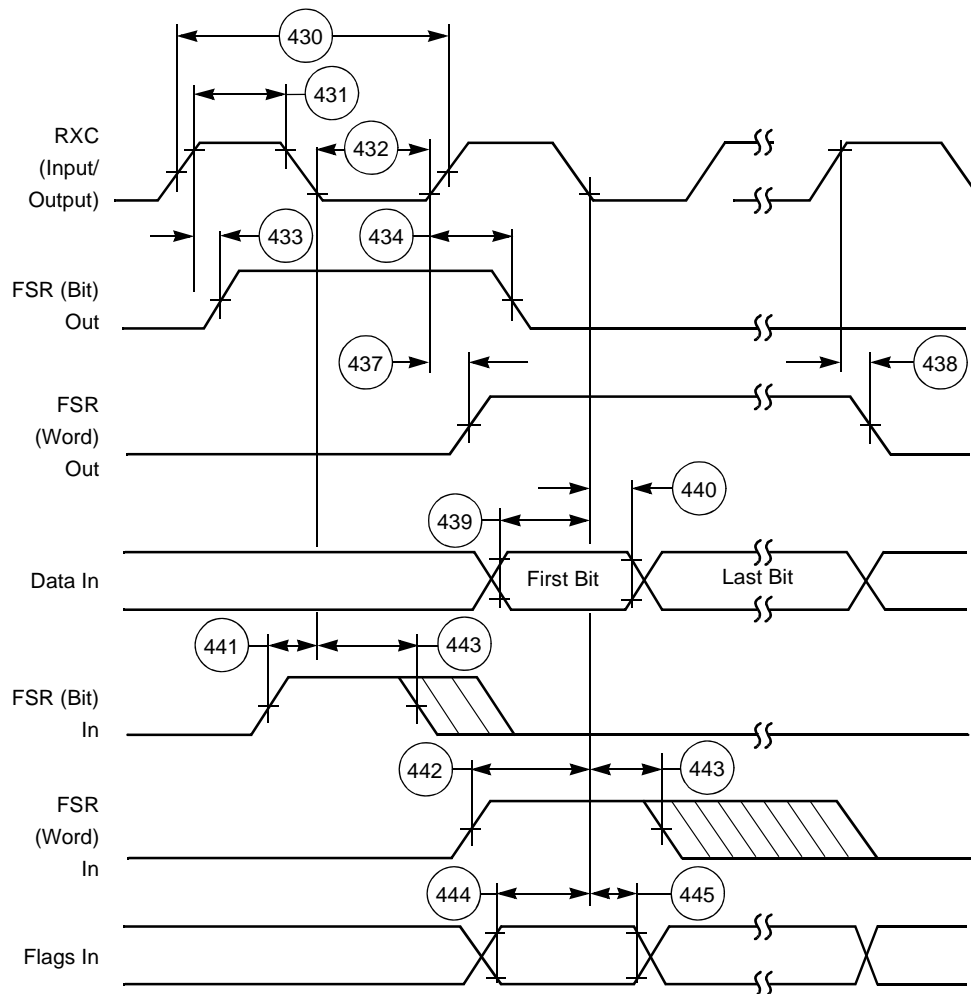 430
431
RXC
(Input/
Output)
432
433
434
FSR (Bit)
Out
437
438
FSR
(Word)
Out
440
439
Data In
First Bit
Last Bit
441
443
FSR (Bit)
In
442
443
FSR
(Word)
In
444
445
Flags In